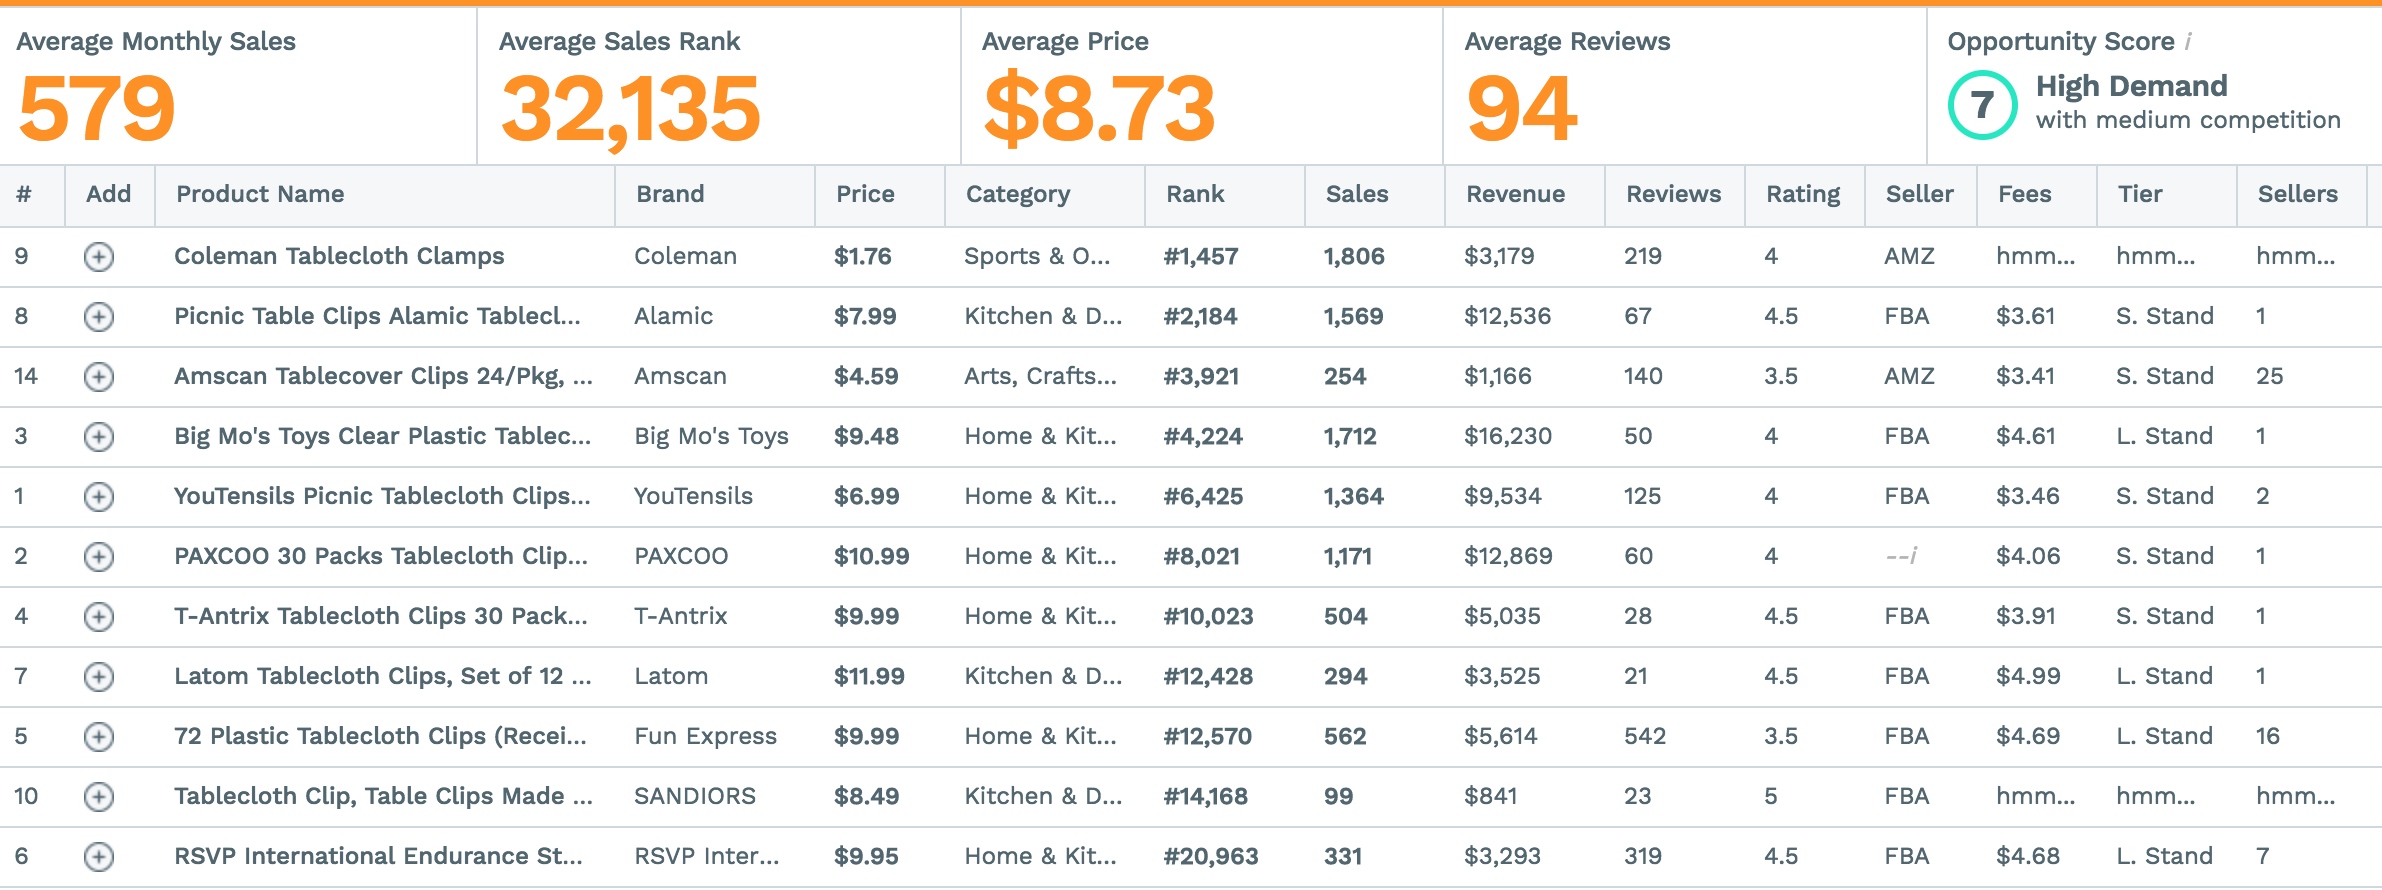 Average Monthly Sales Average Sales Rank Average Price Average Reviews Opportunity Score i
579 32,135 $8.73 94 7 High Demand
with medium competition
# Add Product Name Brand Price Category Rank Sales Revenue Reviews Rating Seller Fees Tier Sellers
9 Coleman Tablecloth Clamps Coleman $1.76 Sports & O... #1,457 1,806 $3,179 219 4 AMZ hmm... hmm... hmm...
8 Picnic Table Clips Alamic Tablecl... Alamic $7.99 Kitchen & D... #2,184 1,569 $12,536 67 4.5 FBA $3.61 S. Stand 1
14 Amscan Tablecover Clips 24/Pkg, ... Amscan $4.59 Arts, Crafts... #3,921 254 $1,166 140 3.5 AMZ $3.41 S. Stand 25
3 Big Mo's Toys Clear Plastic Tablec... Big Mo's Toys $9.48 Home & Kit... #4,224 1,712 $16,230 50 4 FBA $4.61 L. Stand 1
1 YouTensils Picnic Tablecloth Clips... YouTensils $6.99 Home & Kit... #6,425 1,364 $9,534 125 4 FBA $3.46 S. Stand 2
2 PAXCOO 30 Packs Tablecloth Clip... PAXCOO $10.99 Home & Kit... #8,021 1,171 $12,869 60 4 --i $4.06 S. Stand 1
4 T-Antrix Tablecloth Clips 30 Pack... T-Antrix $9.99 Home & Kit... #10,023 504 $5,035 28 4.5 FBA $3.91 S. Stand 1
7 Latom Tablecloth Clips, Set of 12 ... Latom $11.99 Kitchen & D... #12,428 294 $3,525 21 4.5 FBA $4.99 L. Stand 1
5 72 Plastic Tablecloth Clips (Recei... Fun Express $9.99 Home & Kit... #12,570 562 $5,614 542 3.5 FBA $4.69 L. Stand 16
10 Tablecloth Clip, Table Clips Made ... SANDIORS $8.49 Kitchen & D... #14,168 99 $841 23 5 FBA hmm... hmm... hmm...
6 RSVP International Endurance St... RSVP Inter... $9.95 Home & Kit... #20,963 331 $3,293 319 4.5 FBA $4.68 L. Stand 7